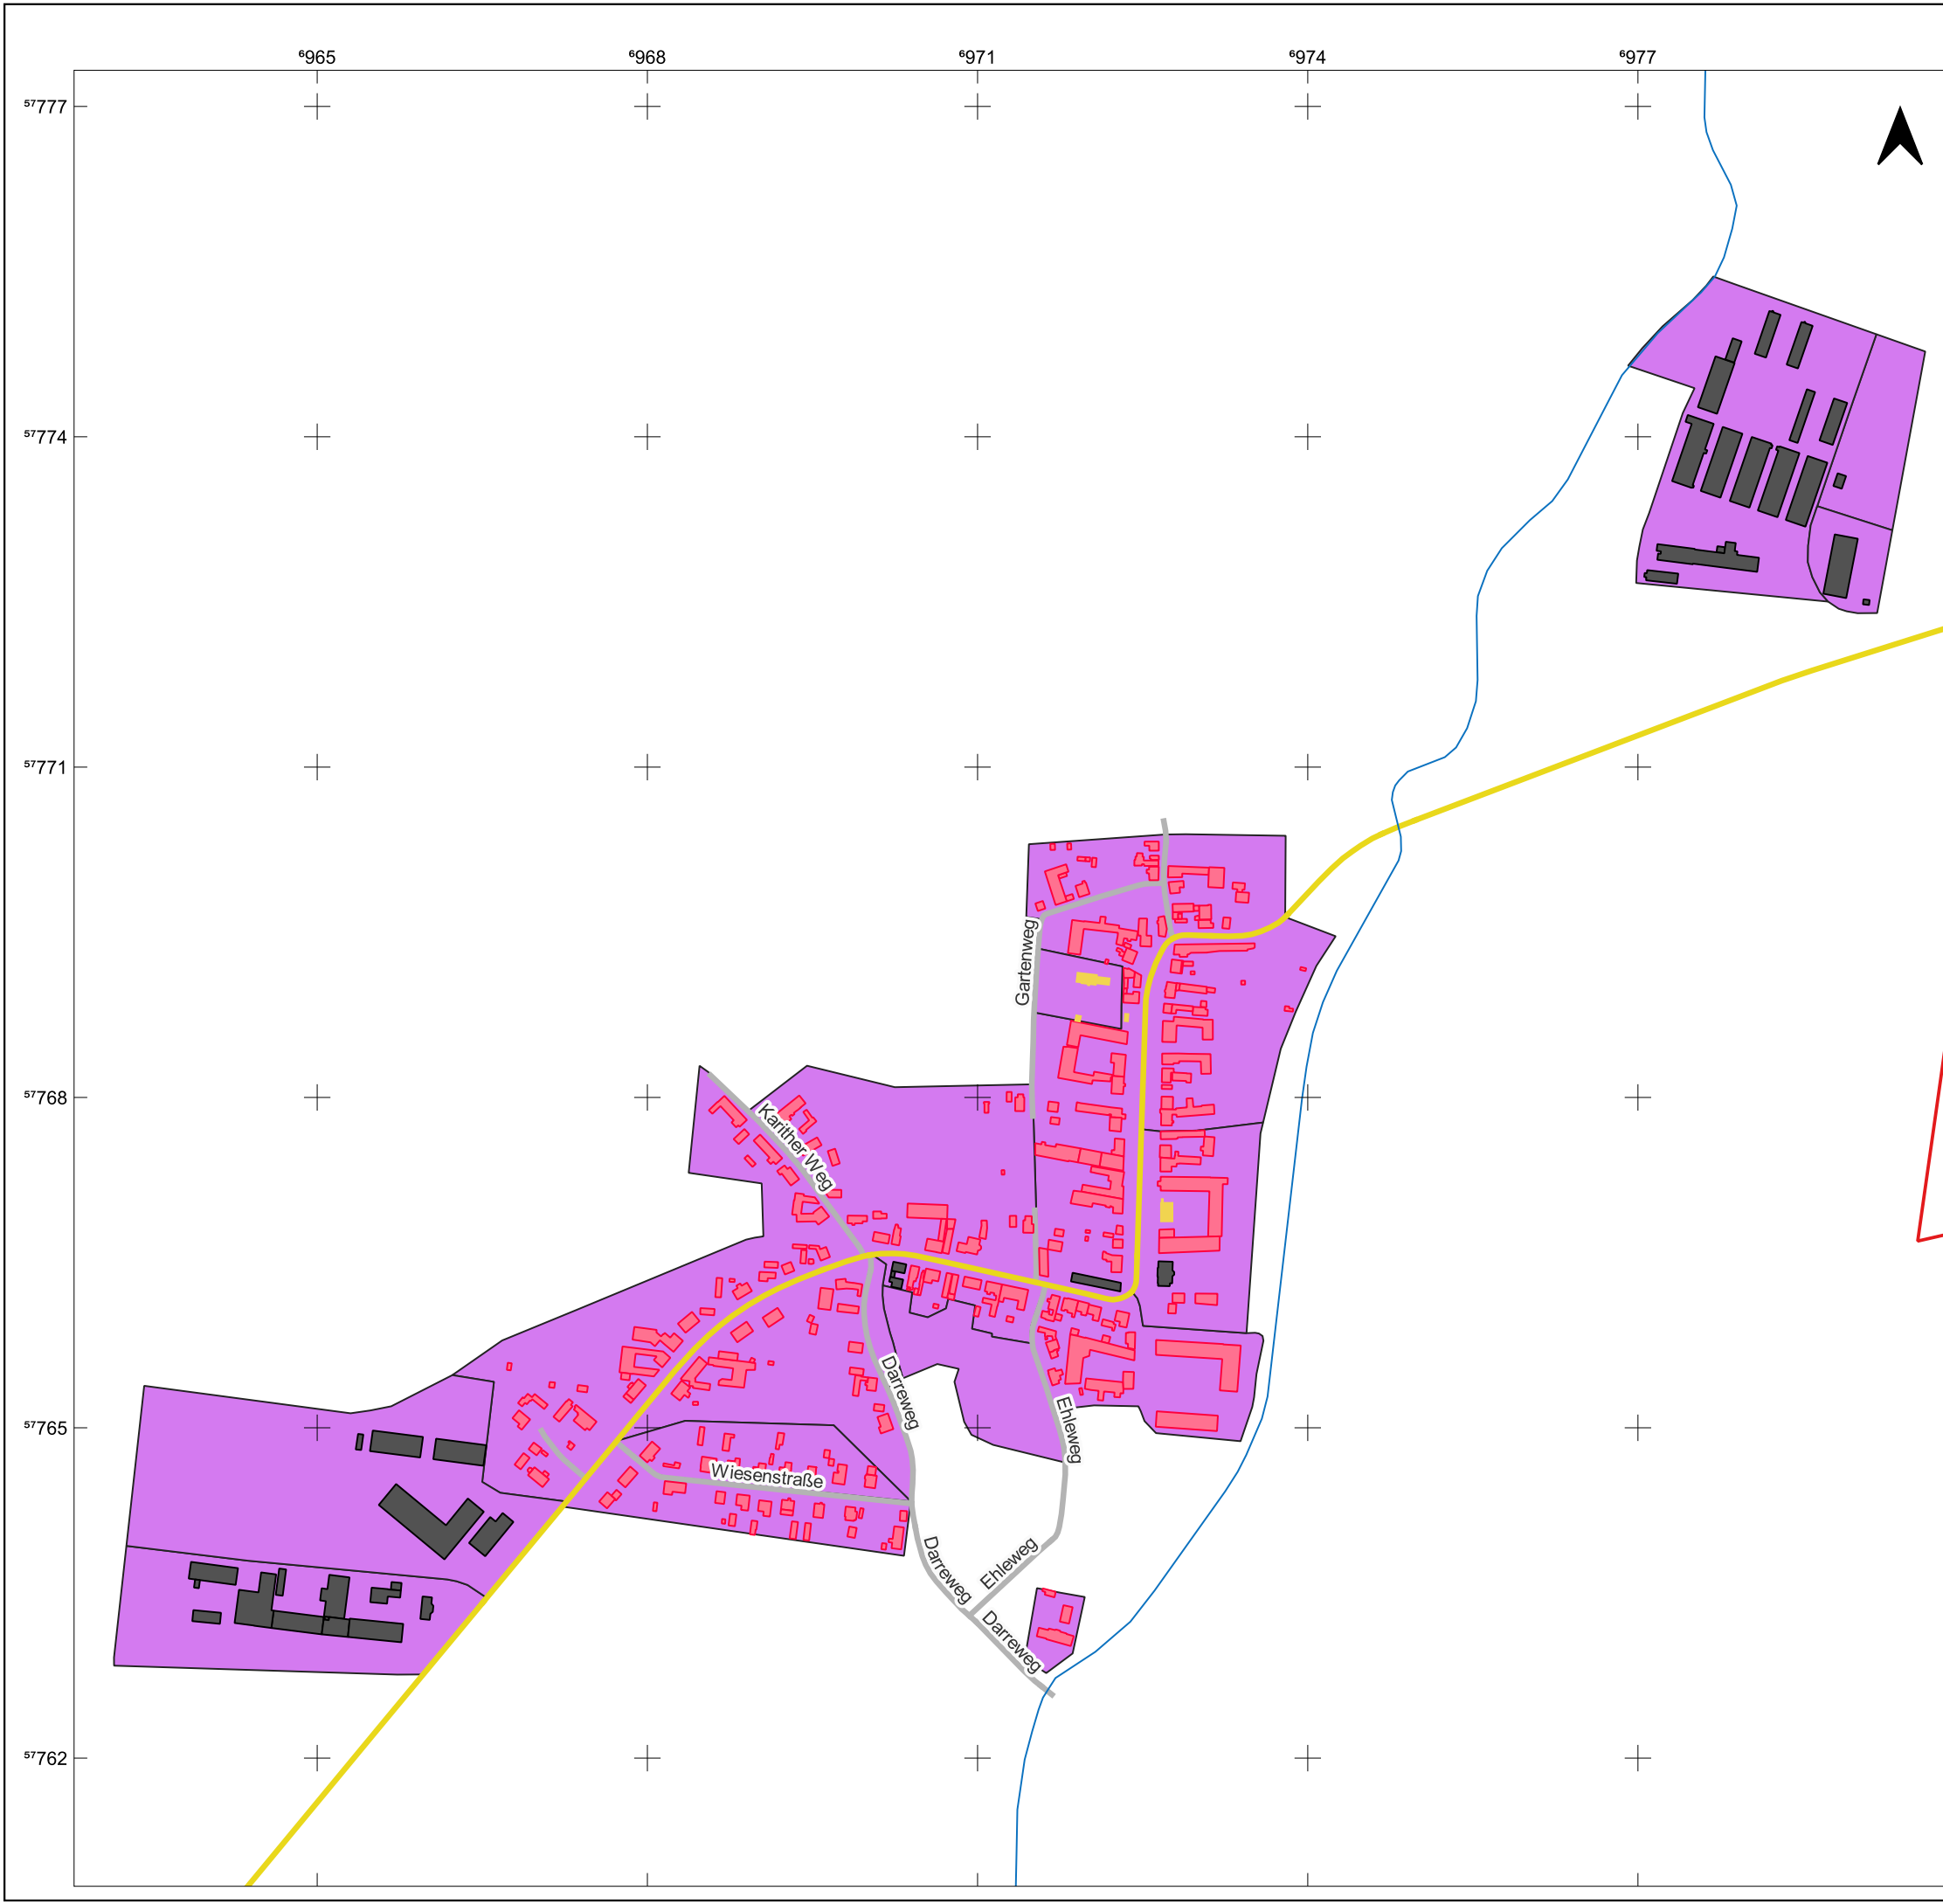 ⁶965 ⁶968 ⁶971 ⁶974 ⁶977
⁵⁷777
⁵⁷774
⁵⁷771
Gartenweg
⁵⁷768
Karither Weg
Darreweg
Ehleweg
⁵⁷765
Wiesenstraße
Darreweg
Ehleweg
Darreweg
⁵⁷762